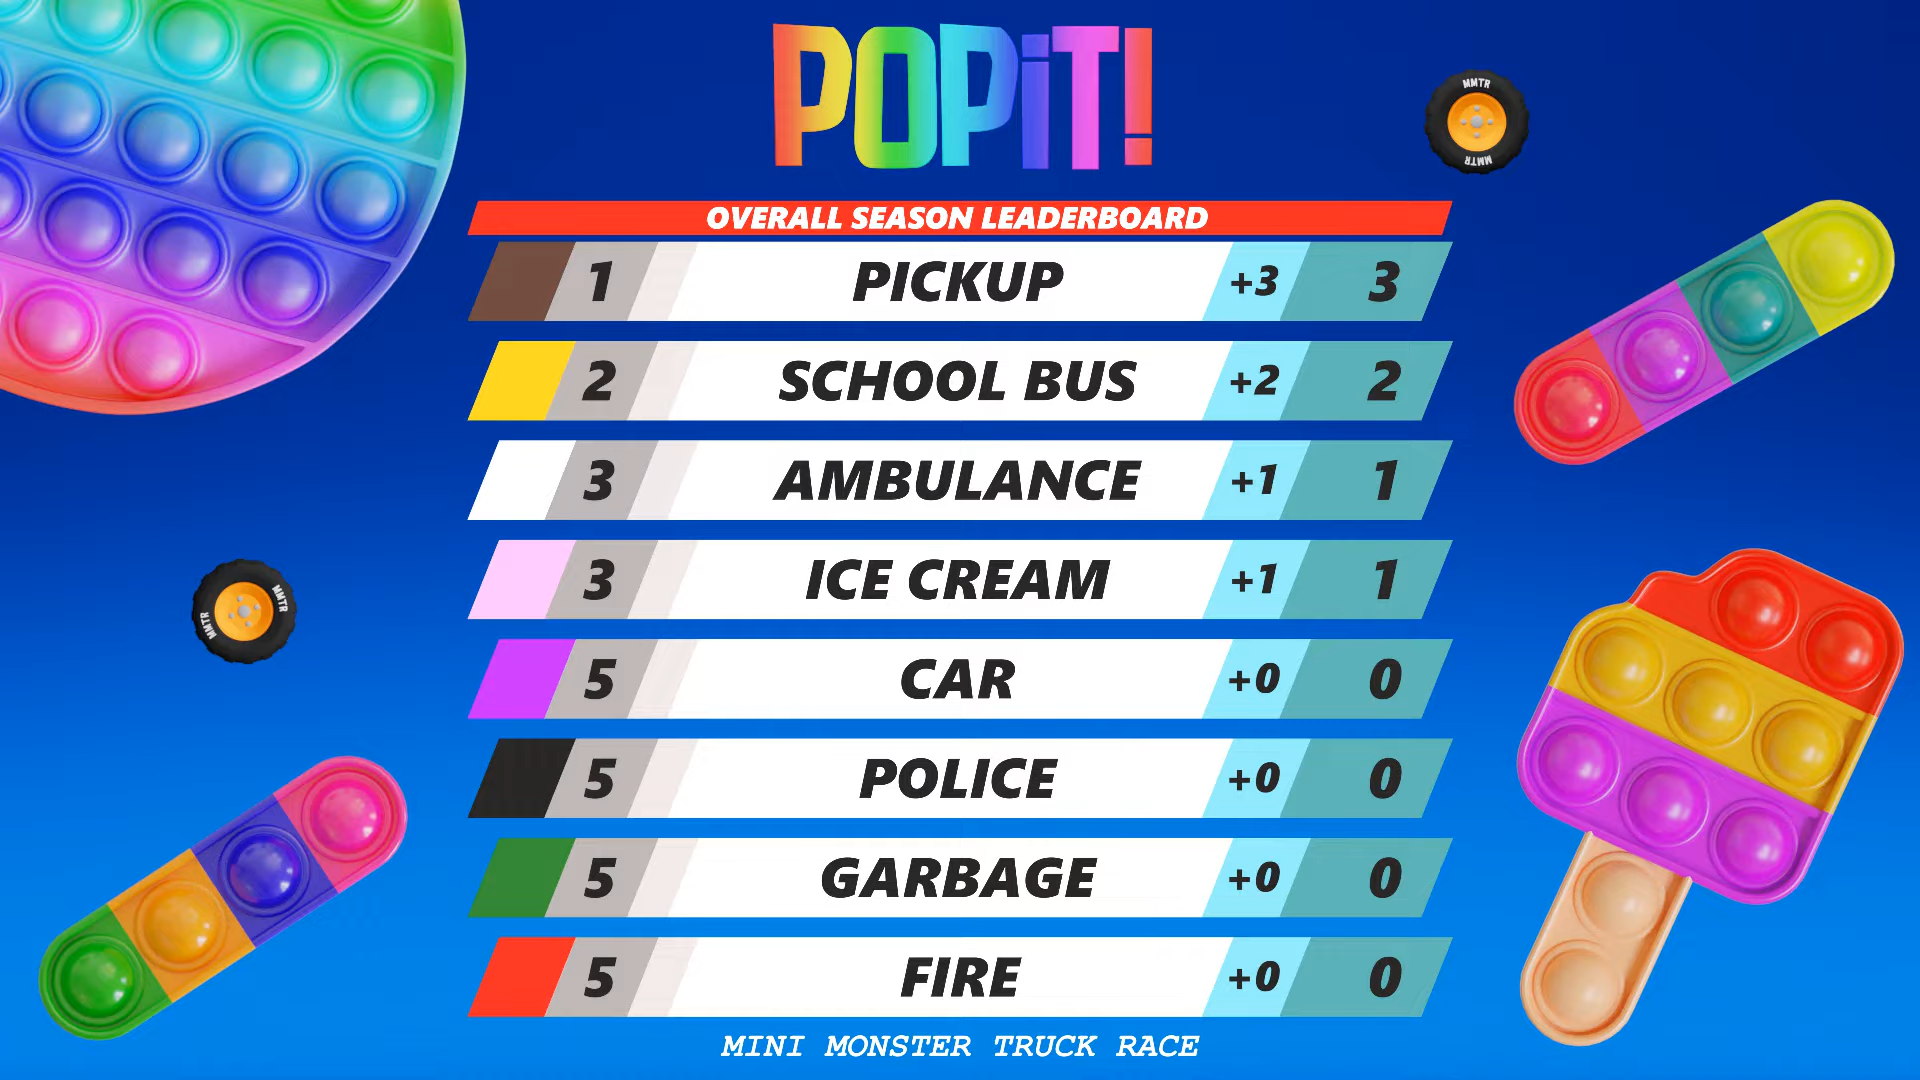 POPiT!
MMTR
MMTR
OVERALL SEASON LEADERBOARD
1 PICKUP +3 3
2 SCHOOL BUS +2 2
3 AMBULANCE +1 1
3 ICE CREAM +1 1
MMTR
MMTR
5 CAR +0 0
5 POLICE +0 0
5 GARBAGE +0 0
5 FIRE +0 0
MINI MONSTER TRUCK RACE